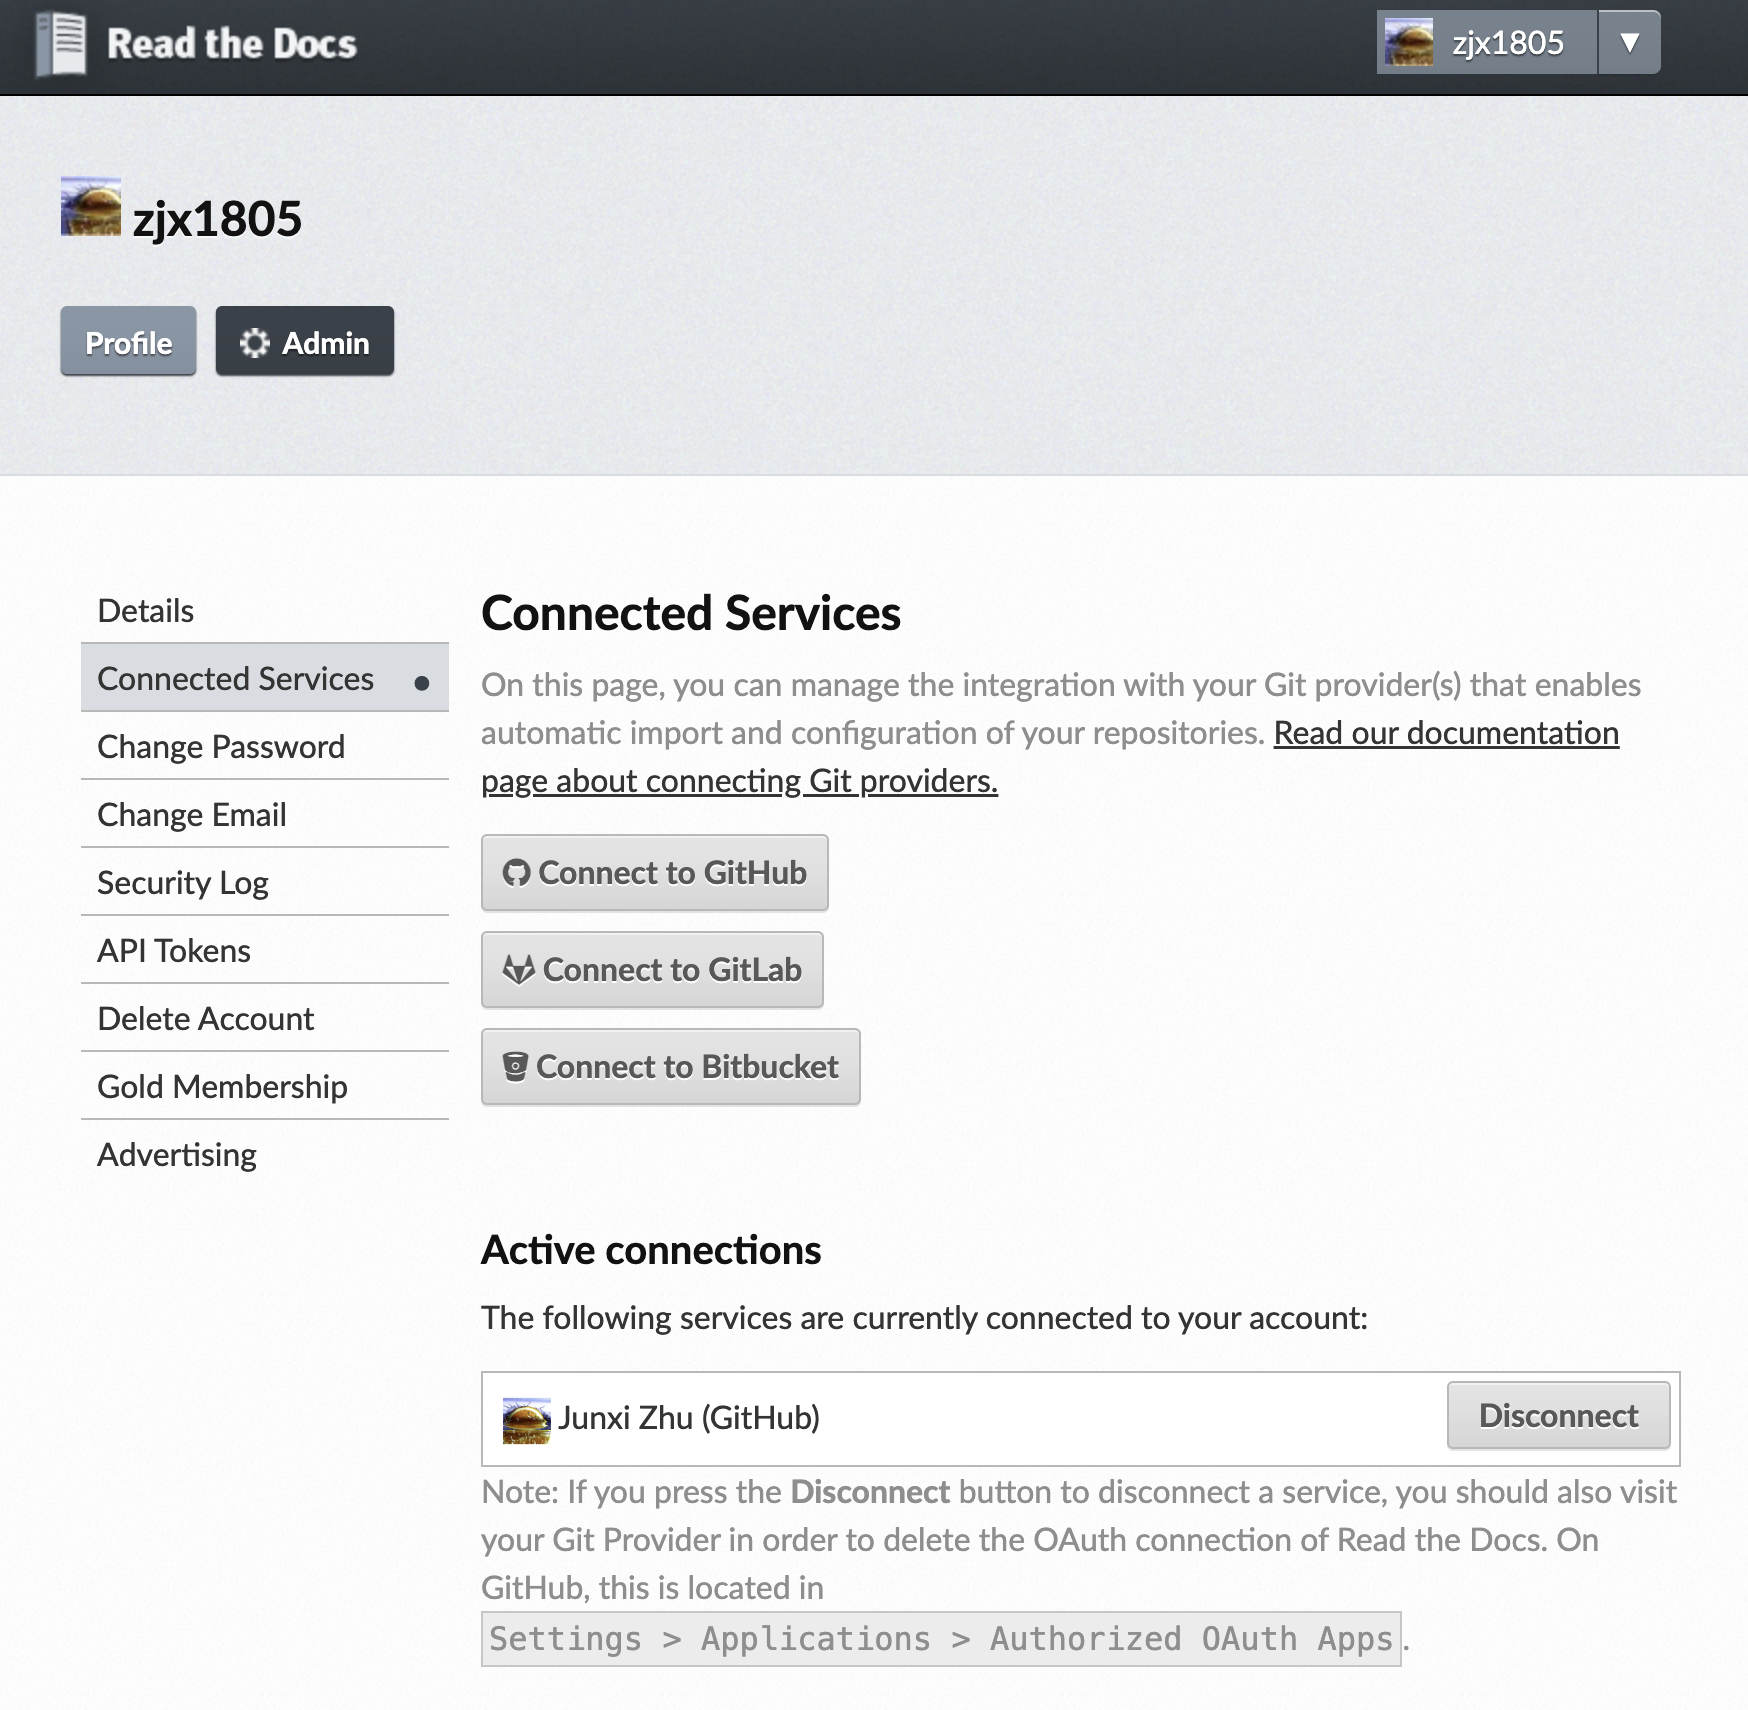 Read the Docs
zjx1805
▼
zjx1805
Profile
Admin
Details
Connected Services
Change Password
Change Email
Security Log
API Tokens
Delete Account
Gold Membership
Advertising
Connected Services
On this page, you can manage the integration with your Git provider(s) that enables
automatic import and configuration of your repositories. Read our documentation
page about connecting Git providers.
Connect to GitHub
Connect to GitLab
Connect to Bitbucket
Active connections
The following services are currently connected to your account:
Junxi Zhu (GitHub)
Disconnect
Note: If you press the Disconnect button to disconnect a service, you should also visit
your Git Provider in order to delete the OAuth connection of Read the Docs. On
GitHub, this is located in
Settings > Applications > Authorized OAuth Apps.